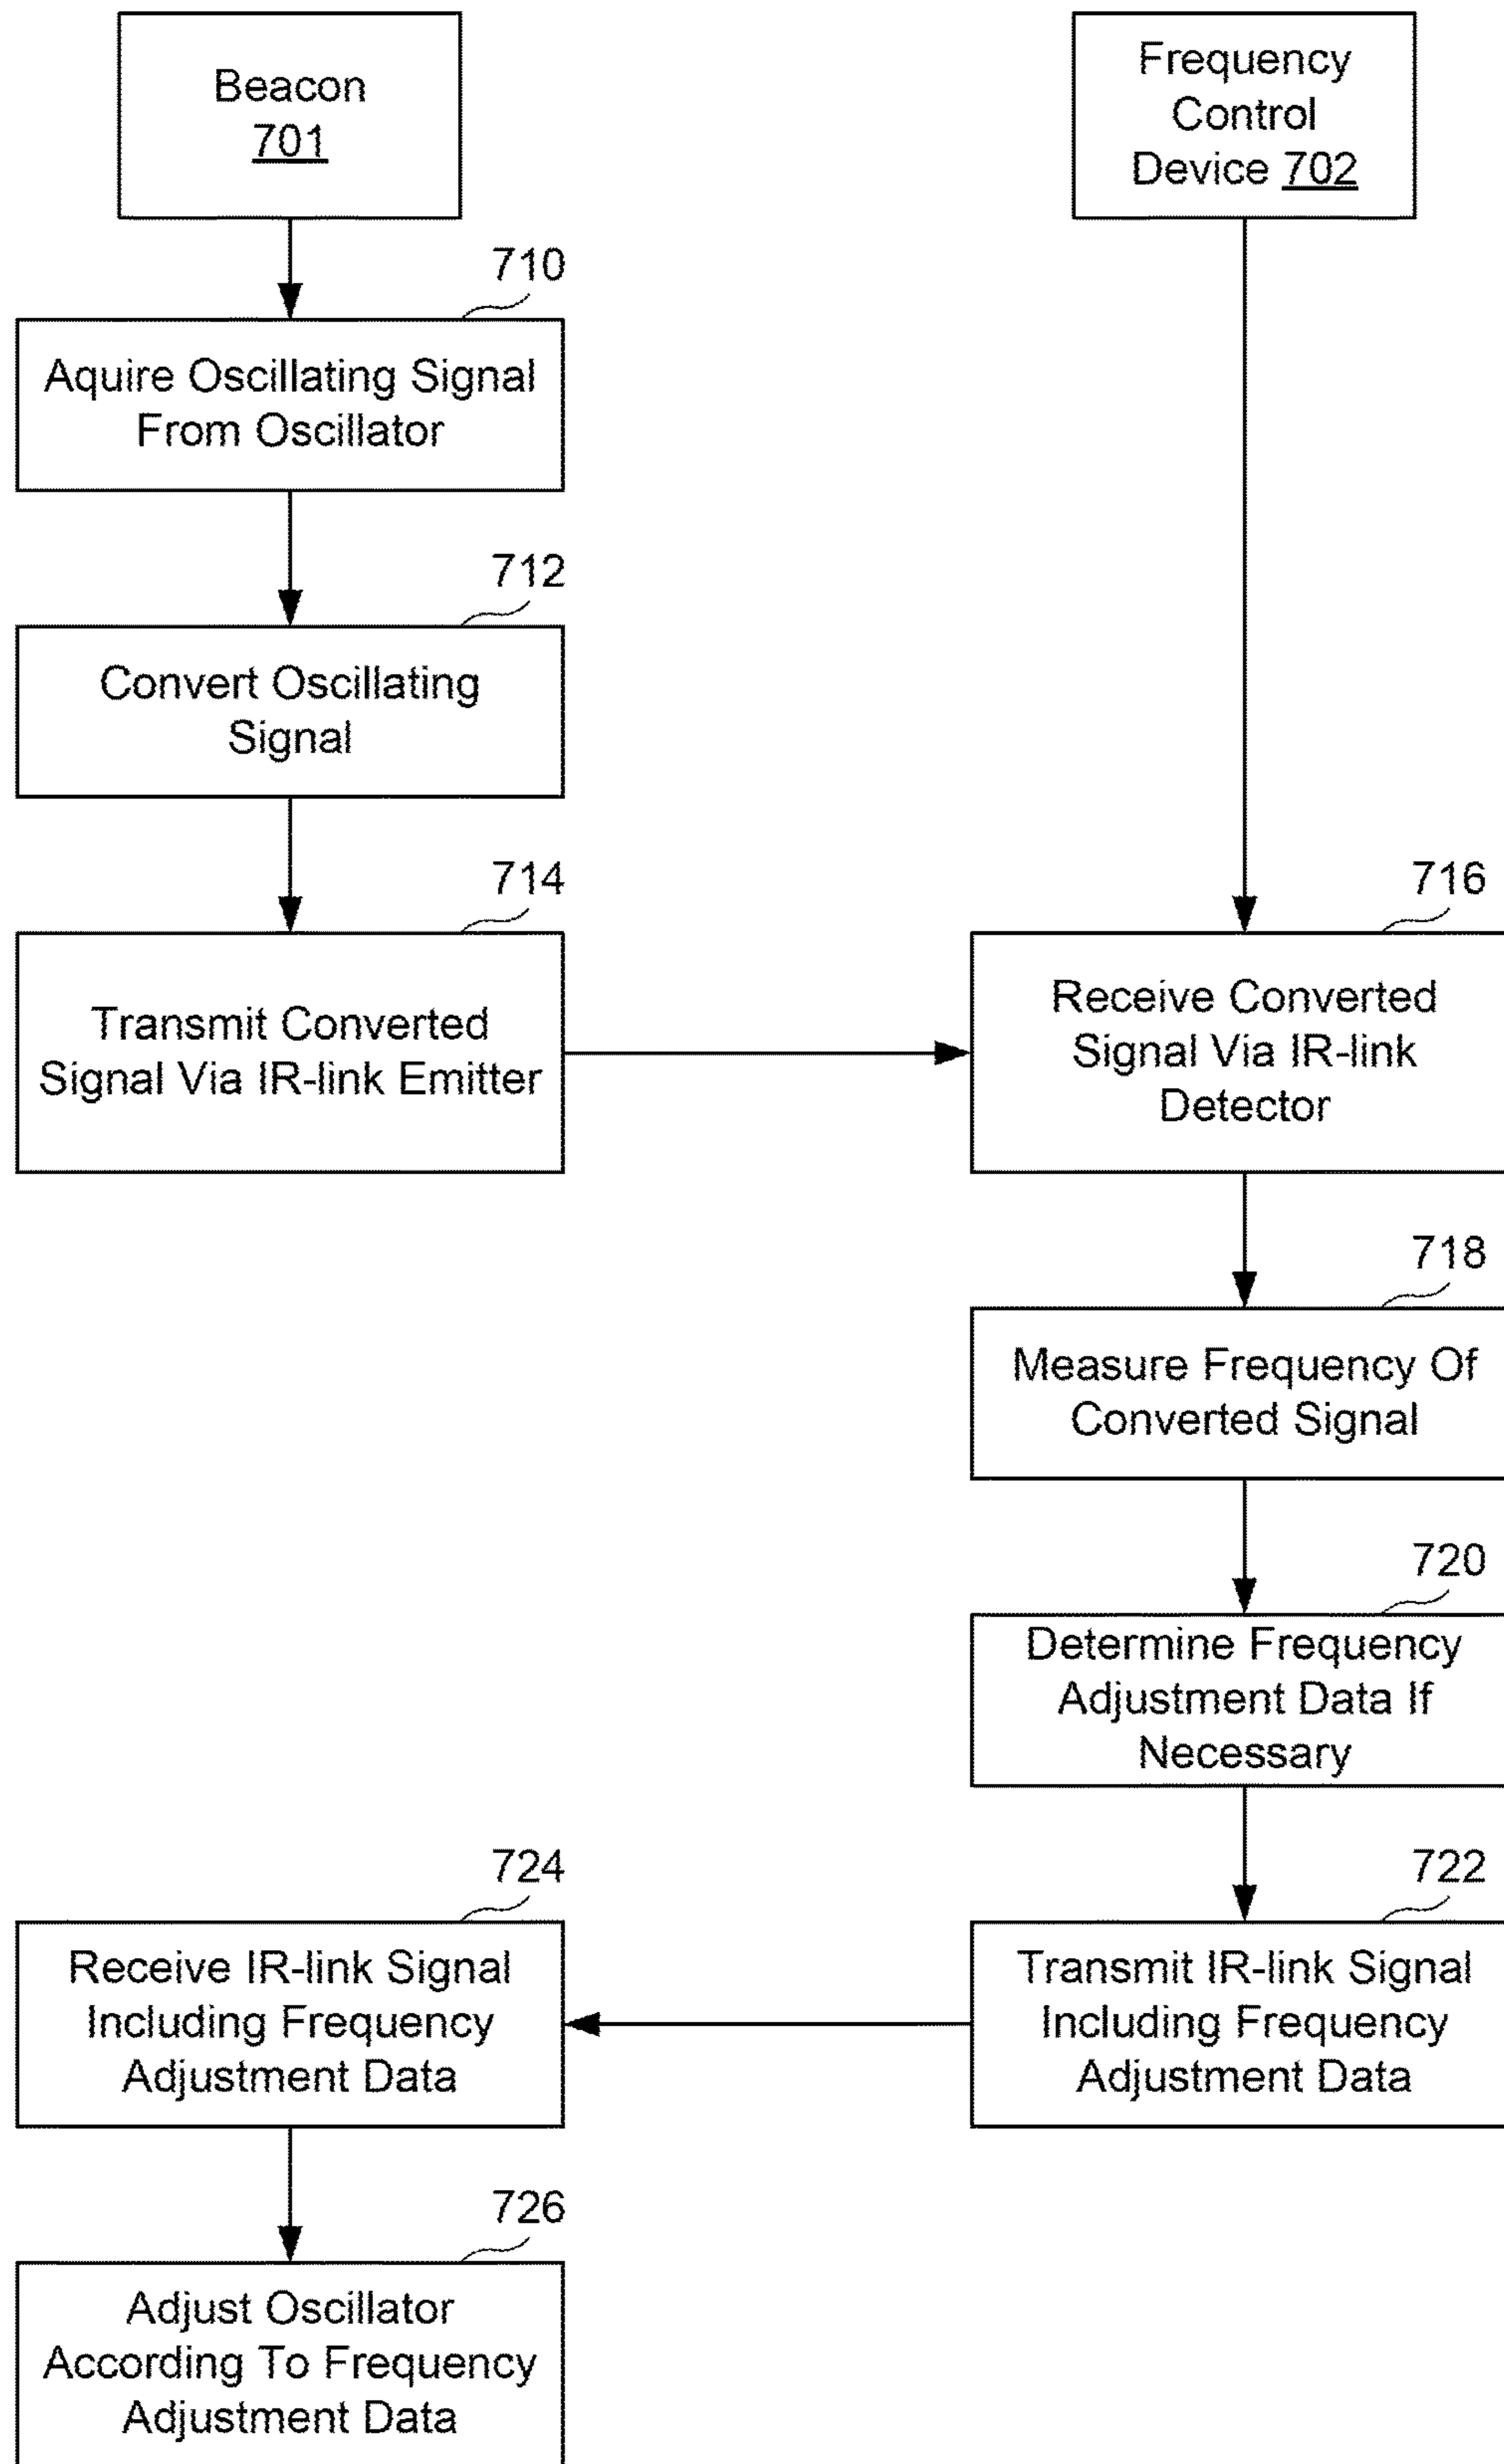 Beacon
701
Frequency
Control
Device 702
710
Aquire Oscillating Signal
From Oscillator
712
Convert Oscillating
Signal
714
Transmit Converted
Signal Via IR-link Emitter
716
Receive Converted
Signal Via IR-link
Detector
718
Measure Frequency Of
Converted Signal
720
Determine Frequency
Adjustment Data If
Necessary
722
Transmit IR-link Signal
Including Frequency
Adjustment Data
724
Receive IR-link Signal
Including Frequency
Adjustment Data
726
Adjust Oscillator
According To Frequency
Adjustment Data